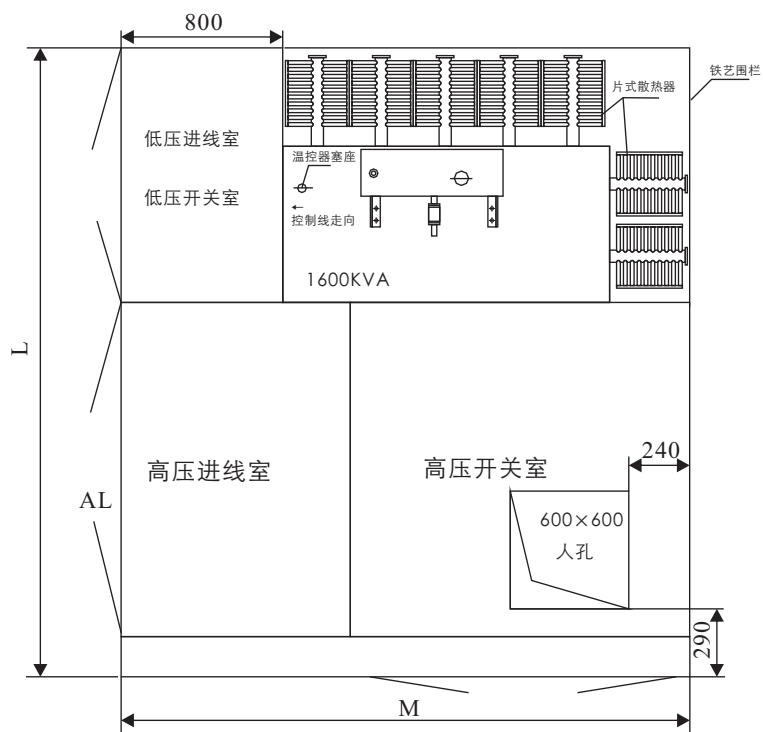 800
铁艺围栏
片式散热器
低压进线室
温控器塞座
低压开关室
←
控制线走向
1600KVA
L
高压进线室
高压开关室
240
AL
600×600
人孔
290
M